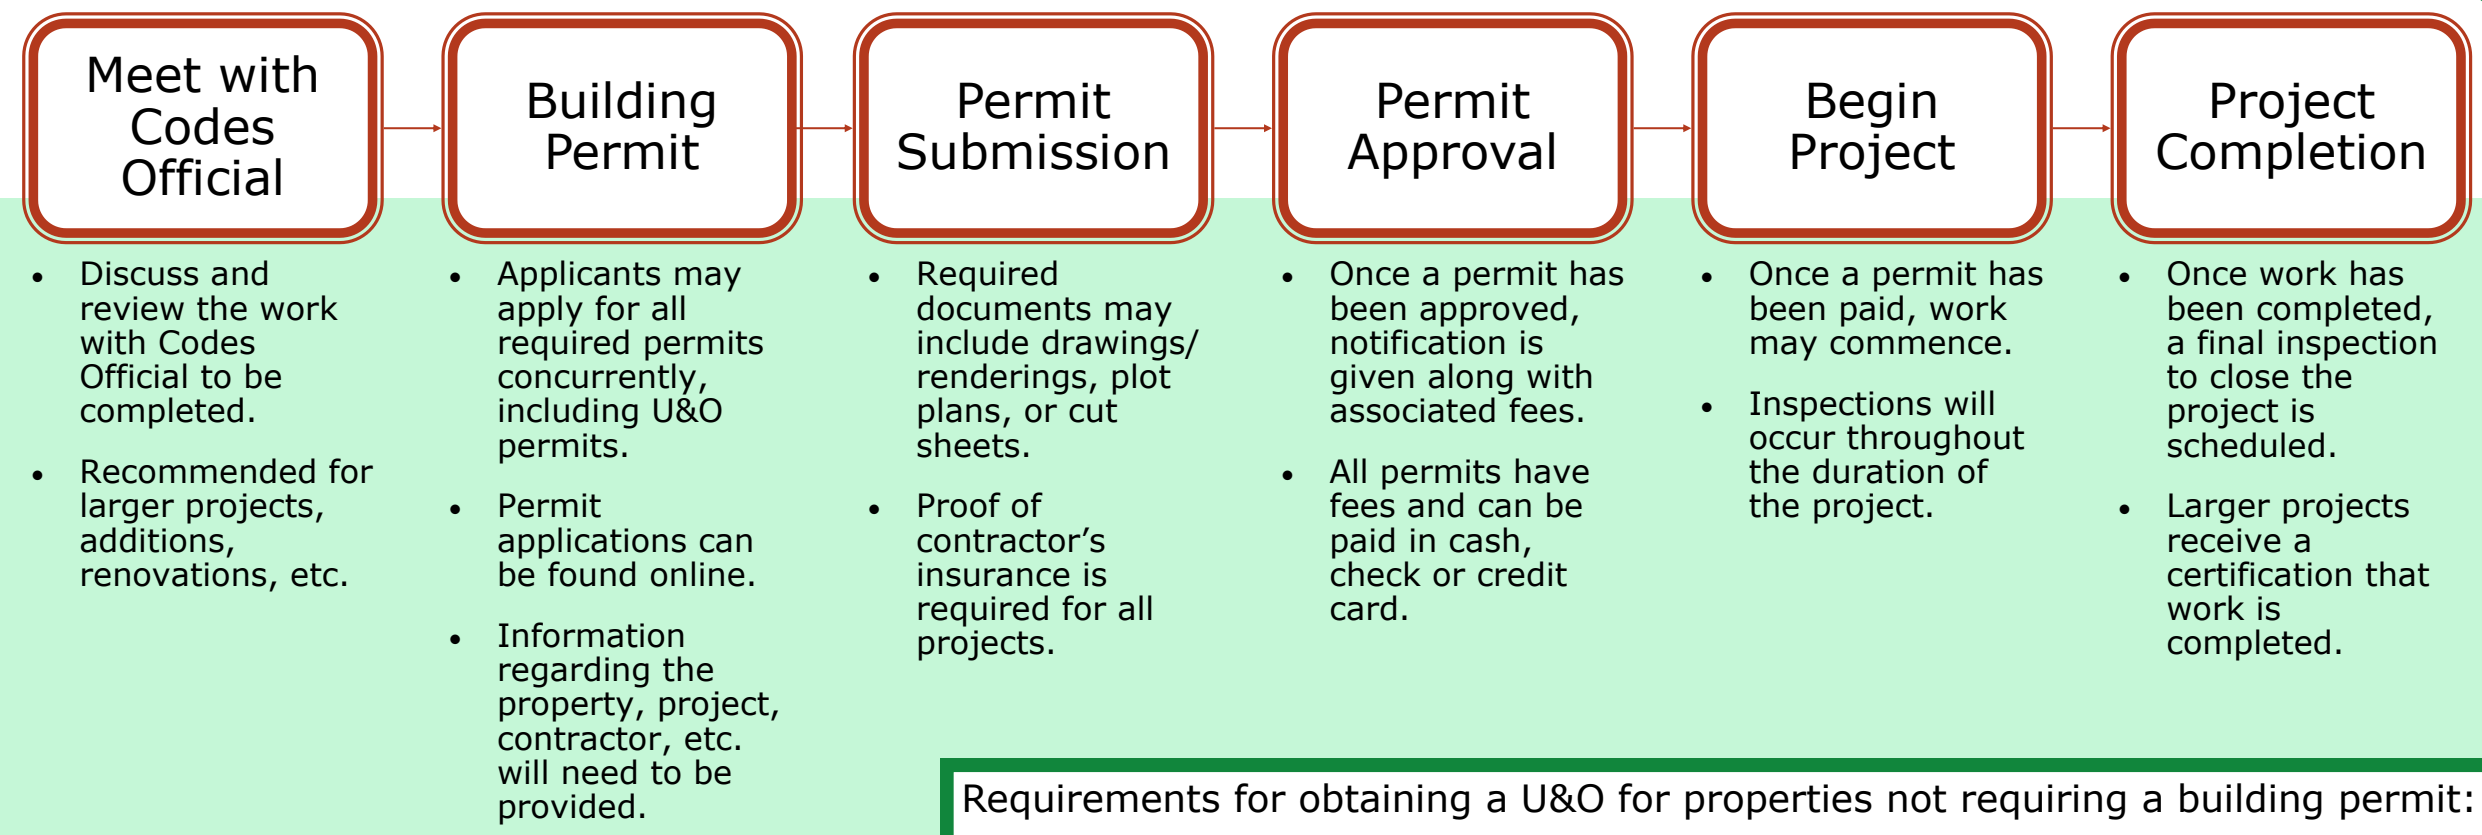 Meet with
Codes
Official
Building
Permit
Permit
Submission
Permit
Approval
Begin
Project
Project
Completion
• Discuss and
review the work
with Codes
Official to be
completed.
• Recommended for
larger projects,
additions,
renovations, etc.
• Applicants may
apply for all
required permits
concurrently,
including U&O
permits.
• Permit
applications can
be found online.
• Information
regarding the
property, project,
contractor, etc.
will need to be
provided.
• Required
documents may
include drawings/
renderings, plot
plans, or cut
sheets.
• Proof of
contractor’s
insurance is
required for all
projects.
• Once a permit has
been approved,
notification is
given along with
associated fees.
• All permits have
fees and can be
paid in cash,
check or credit
card.
• Once a permit has
been paid, work
may commence.
• Inspections will
occur throughout
the duration of
the project.
• Once work has
been completed,
a final inspection
to close the
project is
scheduled.
• Larger projects
receive a
certification that
work is
completed.
Requirements for obtaining a U&O for properties not requiring a building permit: